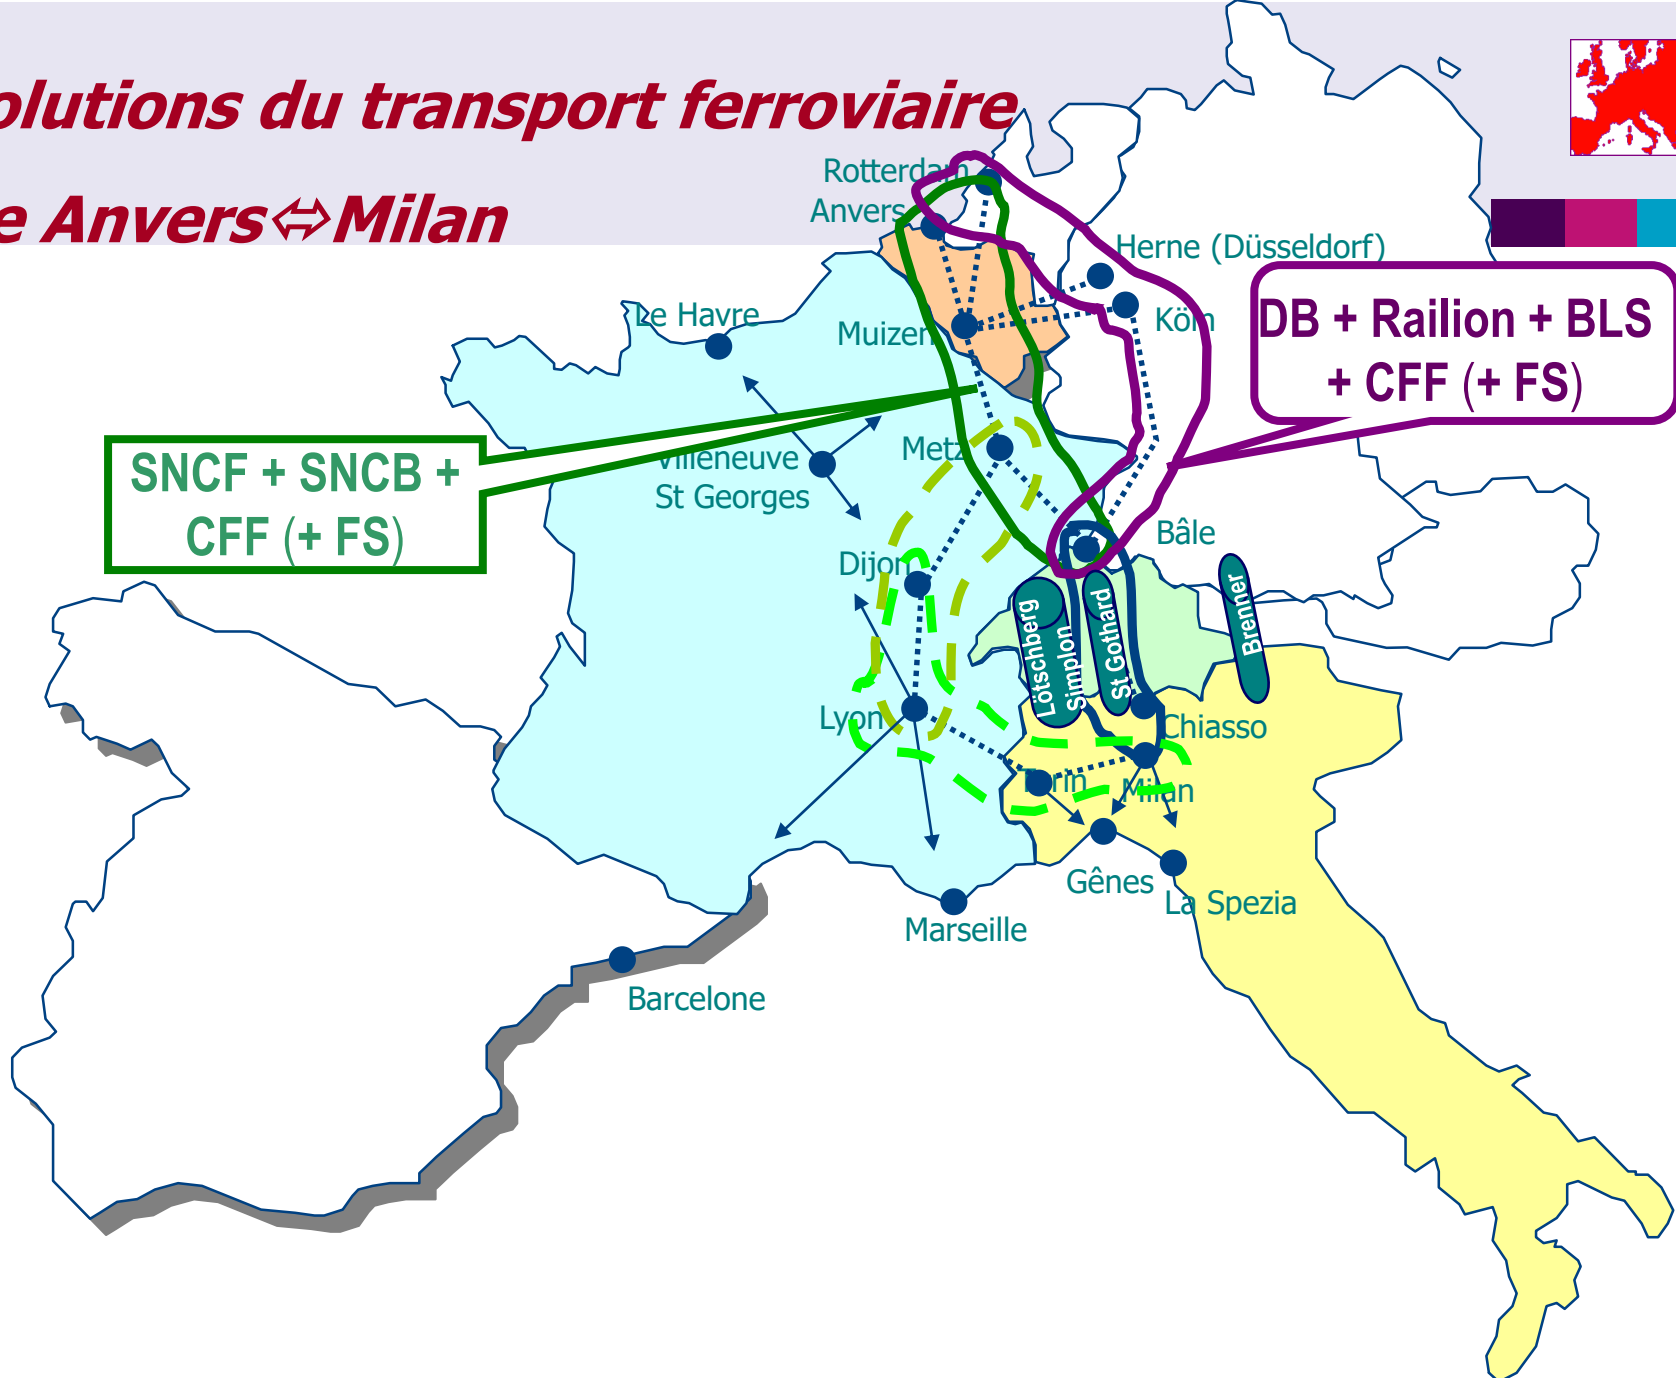 olutions du transport ferroviaire
e Anvers⇔Milan
Rotterdam
Anvers
Herne (Düsseldorf)
DB + Railion + BLS
+ CFF (+ FS)
Le Havre
Köln
Muizen
SNCF + SNCB +
CFF (+ FS)
Villeneuve
St Georges
Metz
Bâle
Dijon
Lötschberg
Simplon
St Gothard
Brenner
Lyon
Chiasso
Turin
Milan
Gênes
La Spezia
Marseille
Barcelone